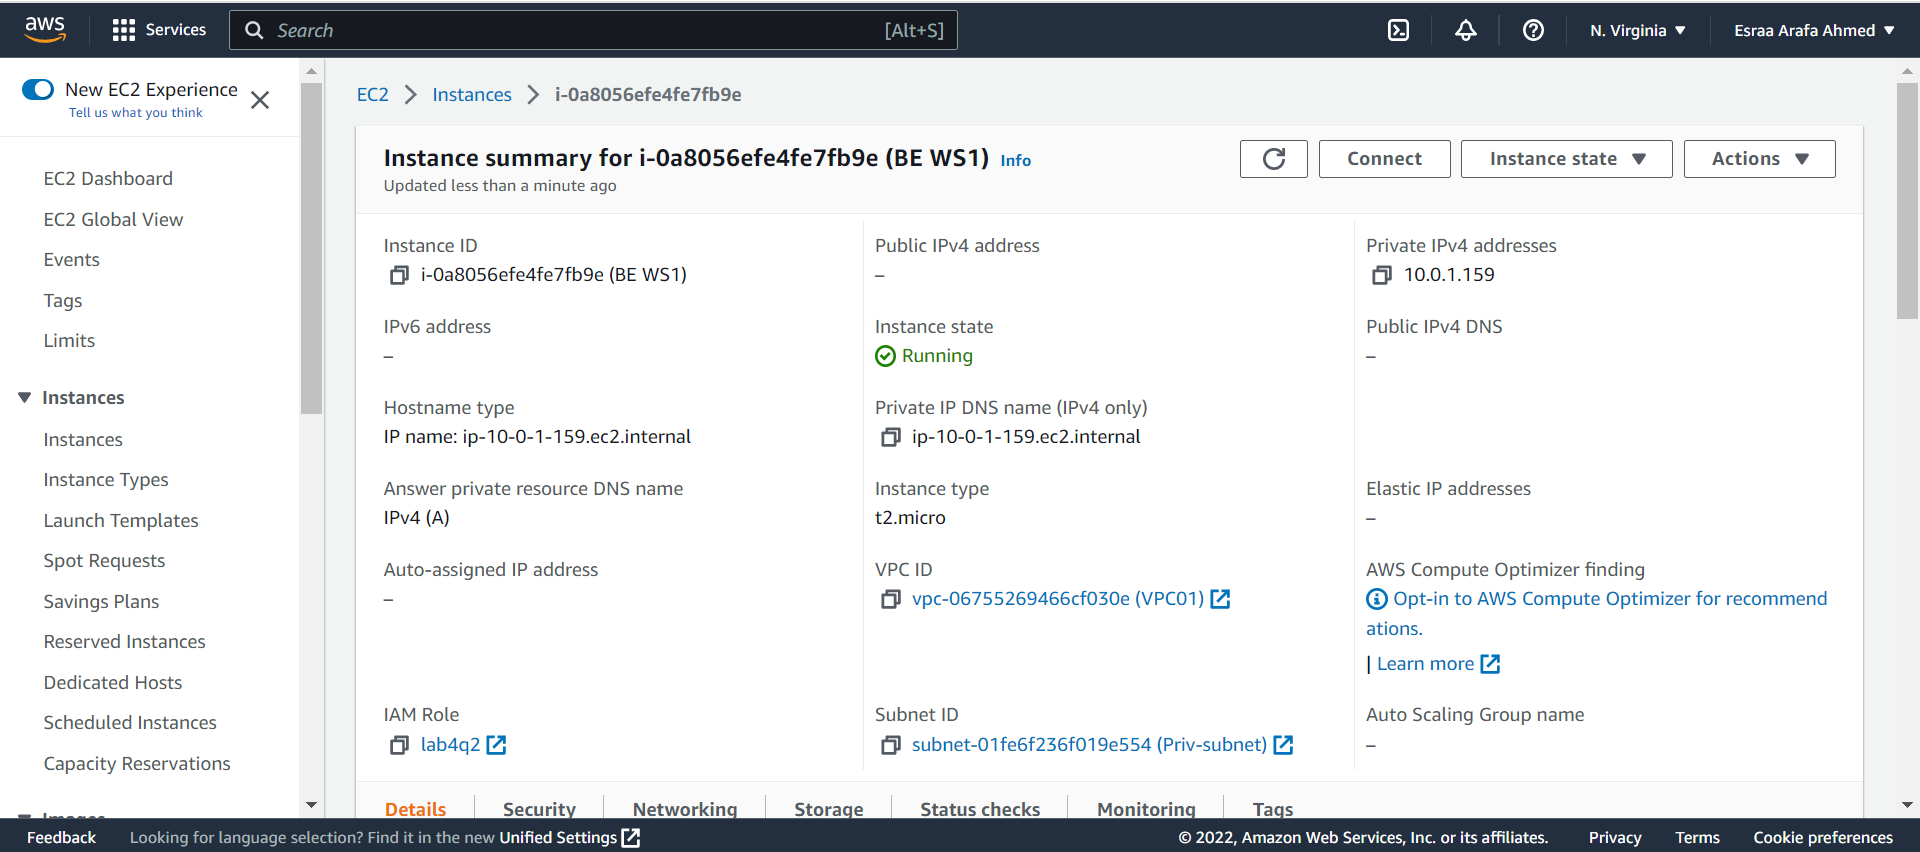 aws
Services
Search
[Alt+S]
N. Virginia
Esraa Arafa Ahmed
New EC2 Experience
Tell us what you think
EC2 Dashboard
EC2 Global View
Events
Tags
Limits
Instances
Instances
Instance Types
Launch Templates
Spot Requests
Savings Plans
Reserved Instances
Dedicated Hosts
Scheduled Instances
Capacity Reservations
Images
EC2 > Instances > i-0a8056efe4fe7fb9e
Instance summary for i-0a8056efe4fe7fb9e (BE WS1) Info
Updated less than a minute ago
Connect
Instance state
Actions
Instance ID
i-0a8056efe4fe7fb9e (BE WS1)
Public IPv4 address
–
Private IPv4 addresses
10.0.1.159
IPv6 address
–
Instance state
Running
Public IPv4 DNS
–
Hostname type
IP name: ip-10-0-1-159.ec2.internal
Private IP DNS name (IPv4 only)
ip-10-0-1-159.ec2.internal
Answer private resource DNS name
IPv4 (A)
Instance type
t2.micro
Elastic IP addresses
–
Auto-assigned IP address
–
VPC ID
vpc-06755269466cf030e (VPC01)
AWS Compute Optimizer finding
Opt-in to AWS Compute Optimizer for recommend
ations.
| Learn more
IAM Role
lab4q2
Subnet ID
subnet-01fe6f236f019e554 (Priv-subnet)
Auto Scaling Group name
–
Details
Security
Networking
Storage
Status checks
Monitoring
Tags
Feedback
Looking for language selection? Find it in the new Unified Settings
© 2022, Amazon Web Services, Inc. or its affiliates.
Privacy
Terms
Cookie preferences